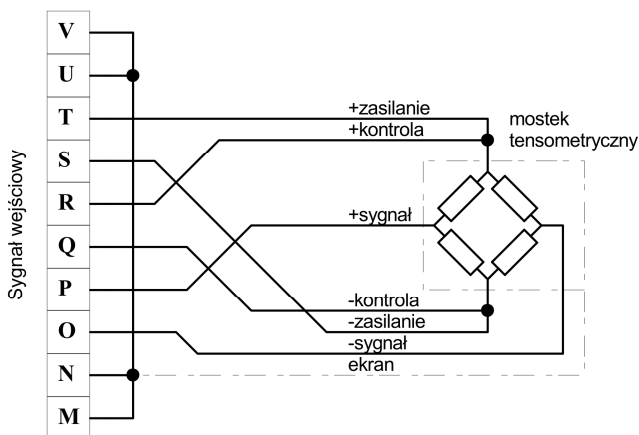 V
U
T
S
R
Q
P
O
N
M
Sygnał wejściowy
+zasilanie
+kontrola
mostek
tensometryczny
+sygnał
-kontrola
-zasilanie
-sygnał
ekran